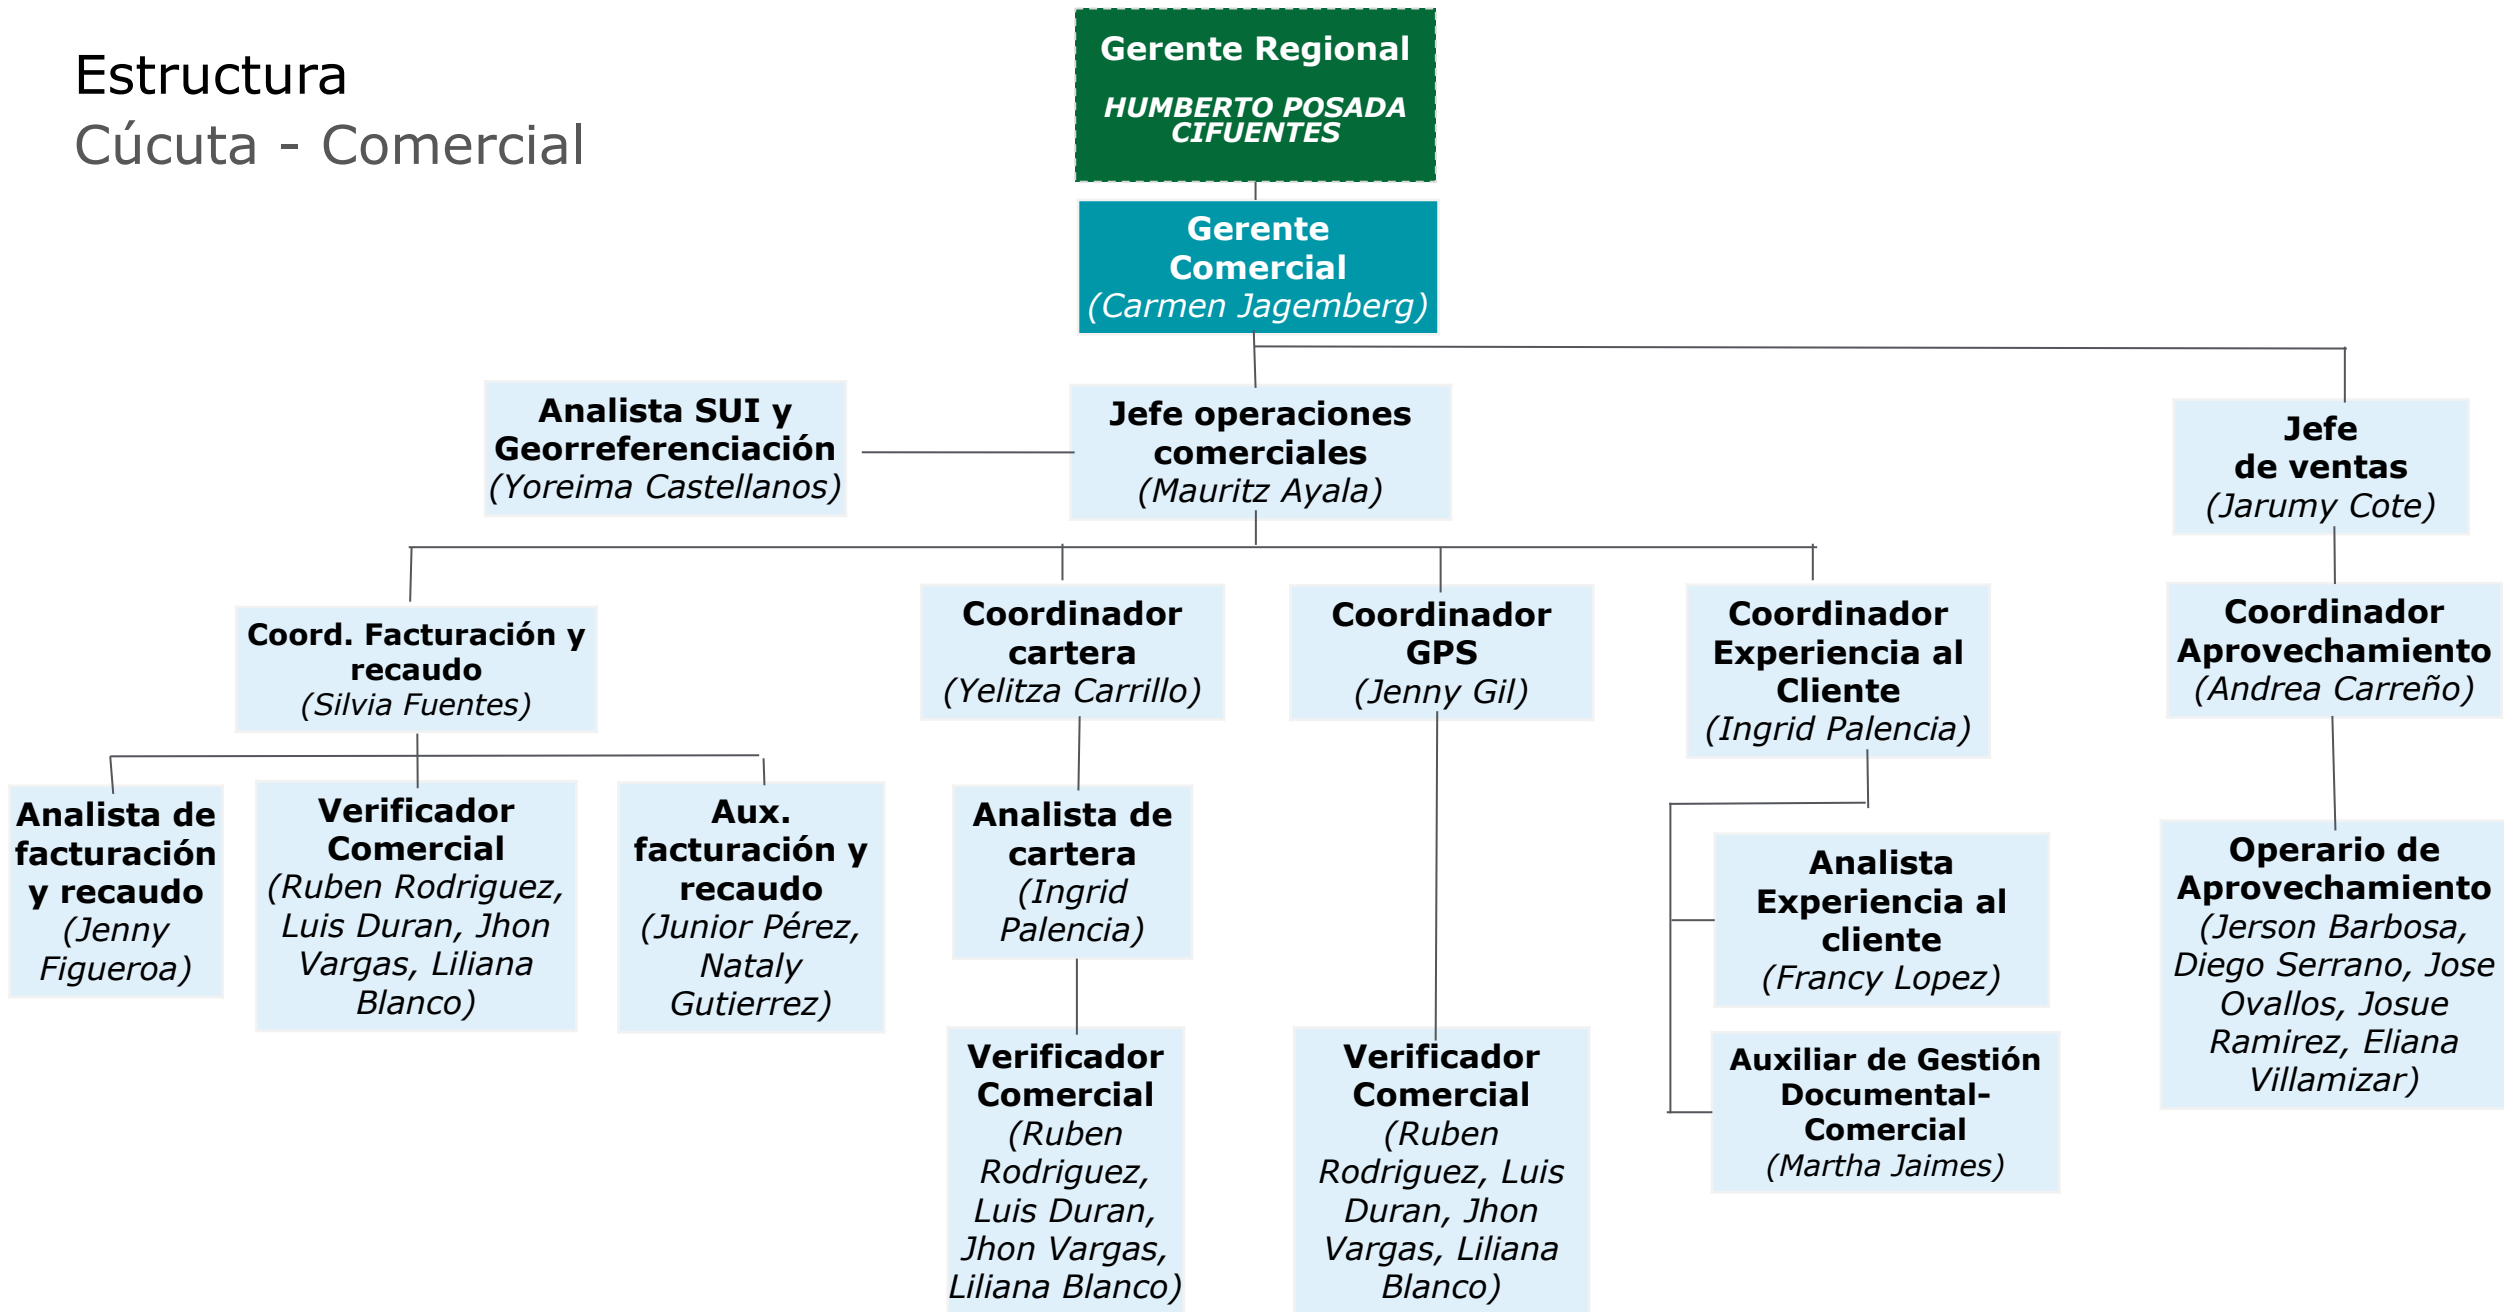 Estructura
Cúcuta - Comercial
Gerente Regional
HUMBERTO POSADA
CIFUENTES
Gerente
Comercial
(Carmen Jagemberg)
Analista SUI y
Georreferenciación
(Yoreima Castellanos)
Jefe operaciones
comerciales
(Mauritz Ayala)
Jefe
de ventas
(Jarumy Cote)
Coord. Facturación y
recaudo
(Silvia Fuentes)
Coordinador
cartera
(Yelitza Carrillo)
Coordinador
GPS
(Jenny Gil)
Coordinador
Experiencia al
Cliente
(Ingrid Palencia)
Coordinador
Aprovechamiento
(Andrea Carreño)
Analista de
facturación
y recaudo
(Jenny
Figueroa)
Verificador
Comercial
(Ruben Rodriguez,
Luis Duran, Jhon
Vargas, Liliana
Blanco)
Aux.
facturación y
recaudo
(Junior Pérez,
Nataly
Gutierrez)
Analista de
cartera
(Ingrid
Palencia)
Verificador
Comercial
(Ruben
Rodriguez,
Luis Duran,
Jhon Vargas,
Liliana Blanco)
Verificador
Comercial
(Ruben
Rodriguez, Luis
Duran, Jhon
Vargas, Liliana
Blanco)
Analista
Experiencia al
cliente
(Francy Lopez)
Auxiliar de Gestión
Documental-
Comercial
(Martha Jaimes)
Operario de
Aprovechamiento
(Jerson Barbosa,
Diego Serrano, Jose
Ovallos, Josue
Ramirez, Eliana
Villamizar)